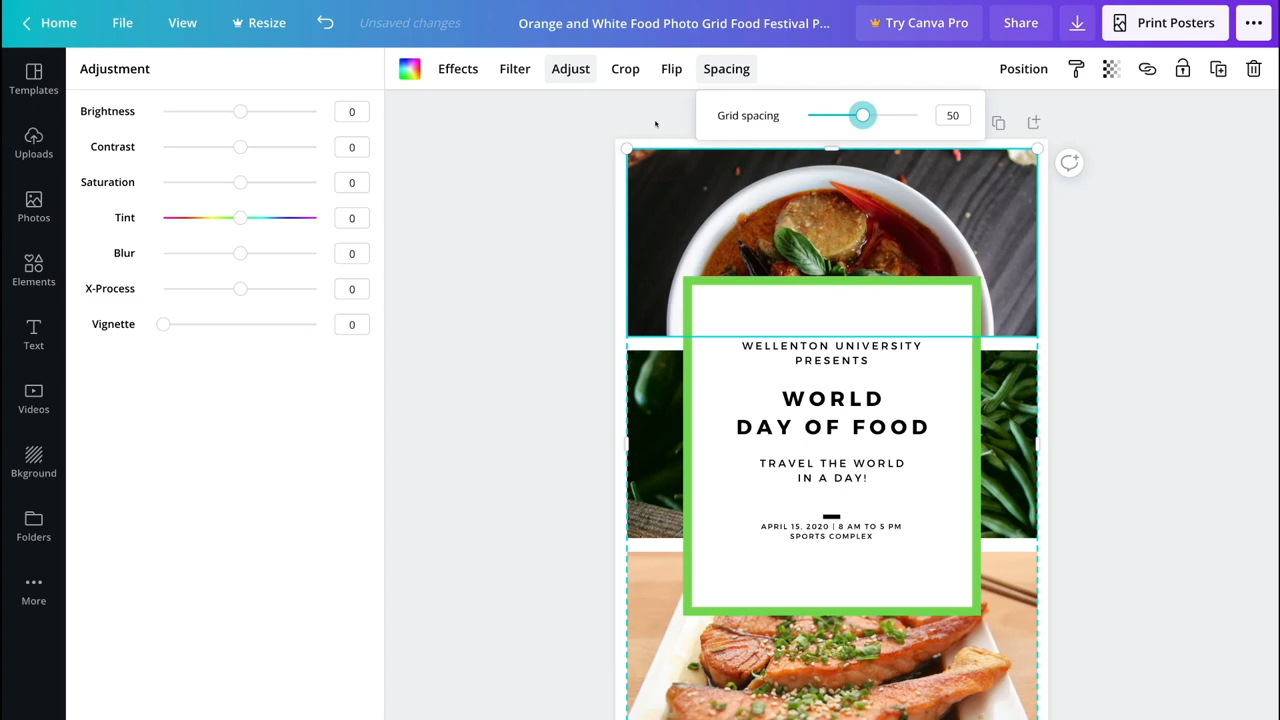 Home
File
View
Resize
Unsaved changes
Orange and White Food Photo Grid Food Festival P...
Try Canva Pro
Share
Print Posters
Templates
Uploads
Photos
Elements
Text
Videos
Bkground
Folders
More
Adjustment
Brightness 0
Contrast 0
Saturation 0
Tint 0
Blur 0
X-Process 0
Vignette 0
Effects
Filter
Adjust
Crop
Flip
Spacing
Position
Grid spacing 50
WELLENTON UNIVERSITY
PRESENTS
WORLD
DAY OF FOOD
TRAVEL THE WORLD
IN A DAY!
APRIL 15, 2020 | 8 AM TO 5 PM
SPORTS COMPLEX